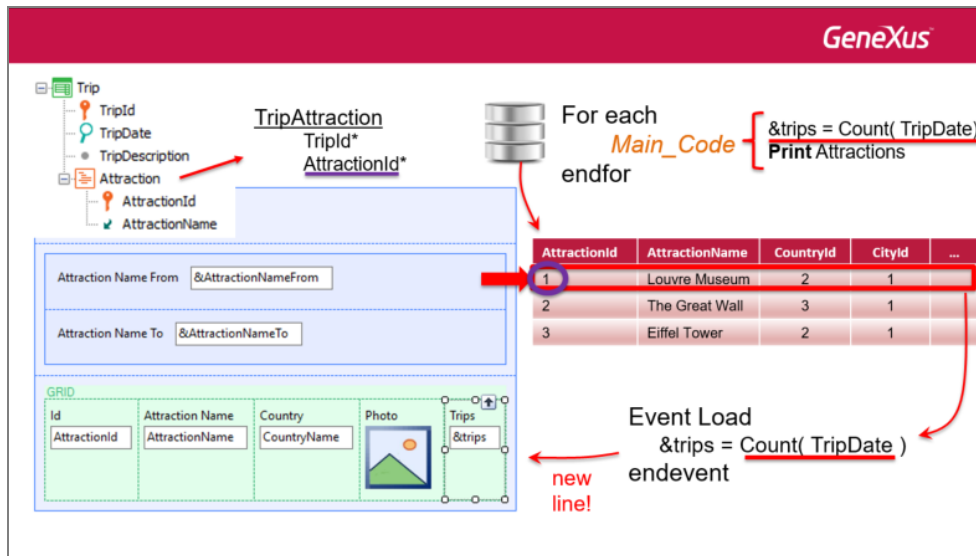 GeneXus
Trip
TripId
TripDate
TripDescription
Attraction
AttractionId
AttractionName
TripAttraction
TripId*
AttractionId*
For each
Main_Code
endfor
&trips = Count( TripDate)
Print Attractions
Attraction Name From &AttractionNameFrom
Attraction Name To &AttractionNameTo
AttractionId AttractionName CountryId CityId ...
1 Louvre Museum 2 1
2 The Great Wall 3 1
3 Eiffel Tower 2 1
GRID
Id Attraction Name Country Photo Trips
AttractionId AttractionName CountryName &trips
Event Load
&trips = Count( TripDate )
endevent
new
line!